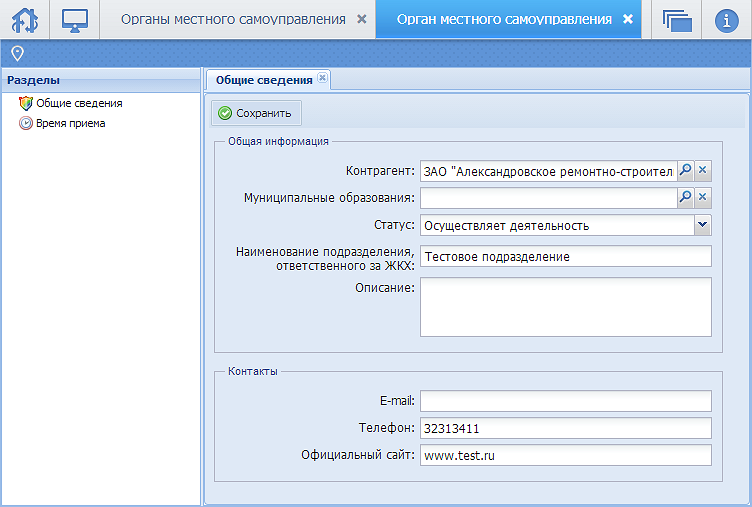 Органы местного самоуправления
Орган местного самоуправления
Разделы
Общие сведения
Время приема
Общие сведения
Сохранить
Общая информация
Контрагент: ЗАО "Александровское ремонтно-строител
Муниципальные образования:
Статус: Осуществляет деятельность
Наименование подразделения,
ответственного за ЖКХ: Тестовое подразделение
Описание:
Контакты
E-mail:
Телефон: 32313411
Официальный сайт: www.test.ru